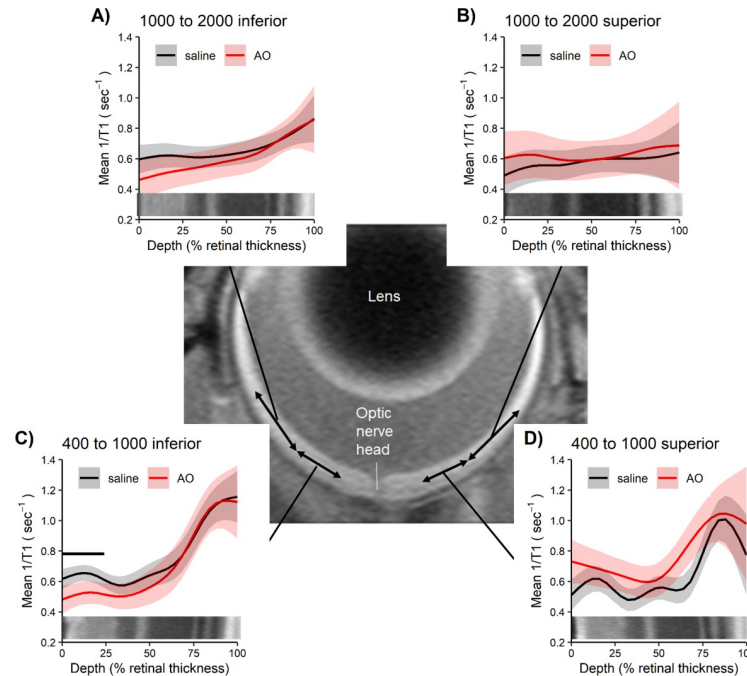 A) 1000 to 2000 inferior
saline AO
Mean 1/T1 ( sec⁻¹)
1.4
1.2
1.0
0.8
0.6
0.4
0.2
0 25 50 75 100
Depth (% retinal thickness)
B) 1000 to 2000 superior
saline AO
Mean 1/T1 ( sec⁻¹)
1.4
1.2
1.0
0.8
0.6
0.4
0.2
0 25 50 75 100
Depth (% retinal thickness)
Lens
Optic
nerve
head
C) 400 to 1000 inferior
saline AO
Mean 1/T1 ( sec⁻¹)
1.4
1.2
1.0
0.8
0.6
0.4
0.2
0 25 50 75 100
Depth (% retinal thickness)
D) 400 to 1000 superior
saline AO
Mean 1/T1 ( sec⁻¹)
1.4
1.2
1.0
0.8
0.6
0.4
0.2
0 25 50 75 100
Depth (% retinal thickness)